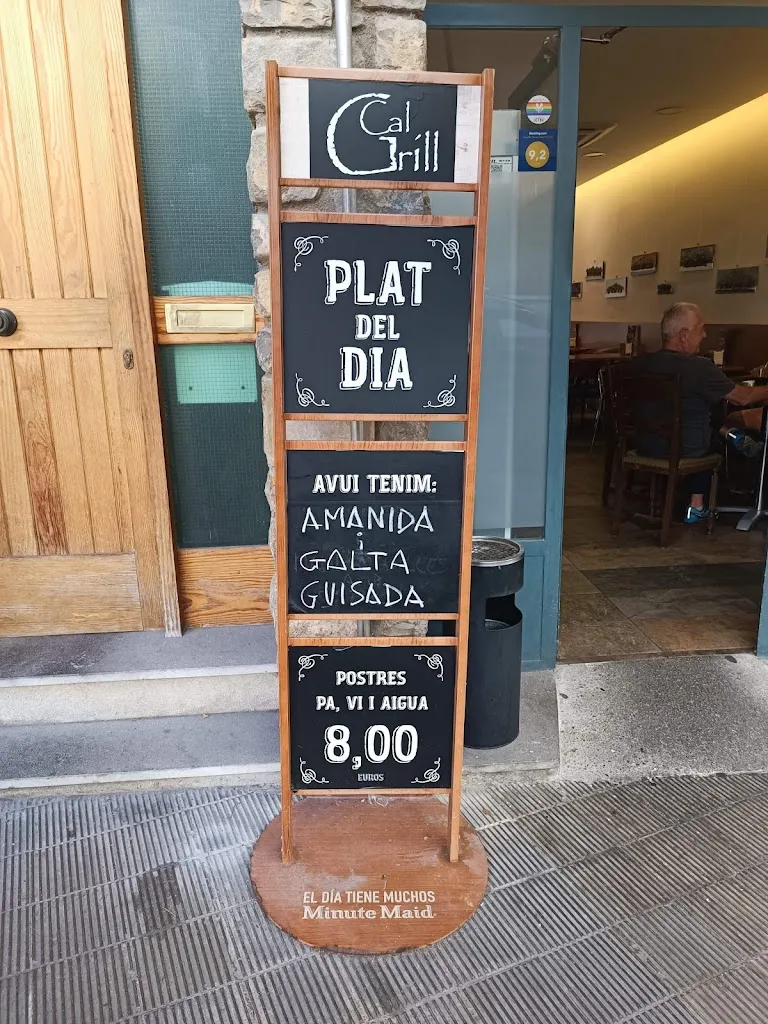 Cal
Grill
9,2
PLAT
DEL
DIA
AVUI TENIM:
AMANIDA
i
GALTA
GUISADA
POSTRES
PA, VI I AIGUA
8,00
EUROS
EL DÍA TIENE MUCHOS
Minute Maid